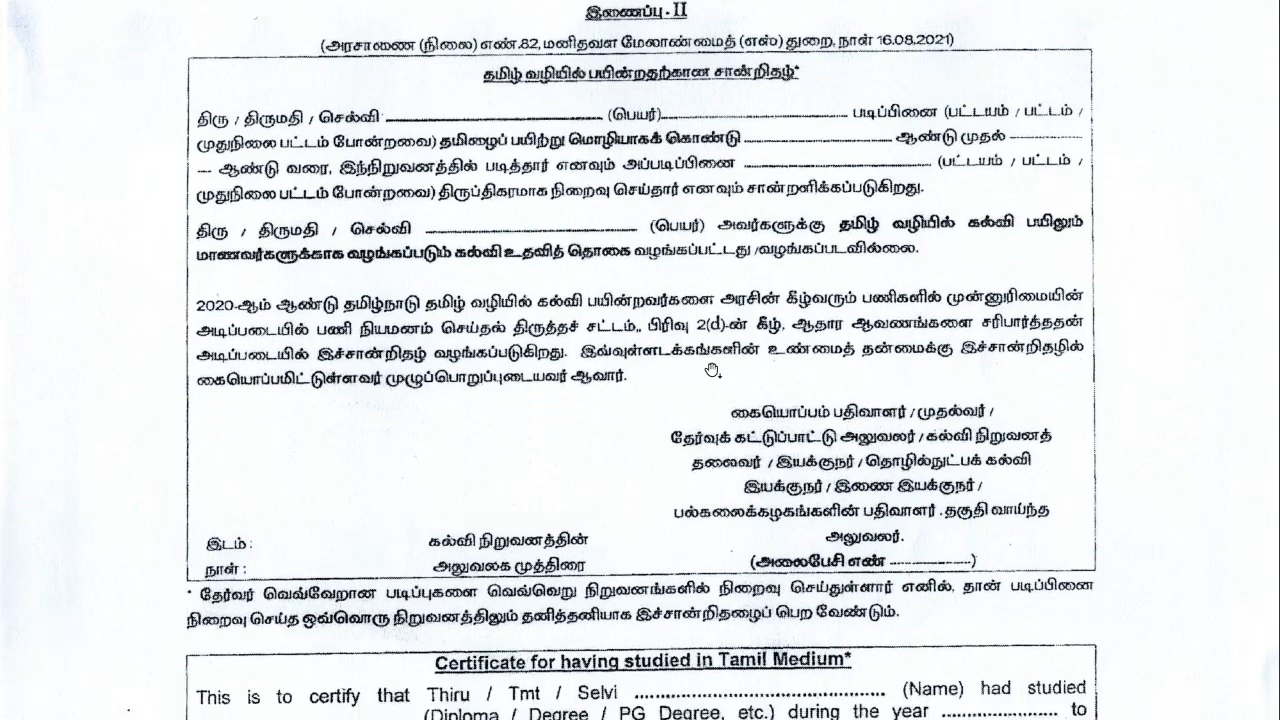 இணைப்பு - II
(அரசாணை (நிலை) எண்.82, மனிதவள மேலாண்மைத் (எஸ்) துறை, நாள் 16.08.2021)
தமிழ் வழியில் பயின்றதற்கான சான்றிதழ்*
திரு / திருமதி / செல்வி ........................ (பெயர்)........................ படிப்பினை (பட்டயம் / பட்டம் /
முதுநிலை பட்டம் போன்றவை) தமிழைப் பயிற்று மொழியாகக் கொண்டு ........................ ஆண்டு முதல் ------------
--- ஆண்டு வரை, இந்நிறுவனத்தில் படித்தார் எனவும் அப்படிப்பினை ........................ (பட்டயம் / பட்டம் /
முதுநிலை பட்டம் போன்றவை) திருப்திகரமாக நிறைவு செய்தார் எனவும் சான்றளிக்கப்படுகிறது.
திரு / திருமதி / செல்வி ........................ (பெயர்) அவர்களுக்கு தமிழ் வழியில் கல்வி பயிலும்
மாணவர்களுக்காக வழங்கப்படும் கல்வி உதவித் தொகை வழங்கப்பட்டது /வழங்கப்படவில்லை.
2020-ஆம் ஆண்டு தமிழ்நாடு தமிழ் வழியில் கல்வி பயின்றவர்களை அரசின் கீழ்வரும் பணிகளில் முன்னுரிமையின்
அடிப்படையில் பணி நியமனம் செய்தல் திருத்தச் சட்டம்,, பிரிவு 2(d)-ன் கீழ், ஆதார ஆவணங்களை சரிபார்த்ததன்
அடிப்படையில் இச்சான்றிதழ் வழங்கப்படுகிறது. இவ்வுள்ளடக்கங்களின் உண்மைத் தன்மைக்கு இச்சான்றிதழில்
கையொப்பமிட்டுள்ளவர் முழுப்பொறுப்புடையவர் ஆவார்.
கையொப்பம் பதிவாளர் / முதல்வர் /
தேர்வுக் கட்டுப்பாட்டு அலுவலர் / கல்வி நிறுவனத்
தலைவர் / இயக்குநர் / தொழில்நுட்பக் கல்வி
இயக்குநர் / இணை இயக்குநர் /
பல்கலைக்கழகங்களின் பதிவாளர் . தகுதி வாய்ந்த
அலுவலர்.
இடம் : கல்வி நிறுவனத்தின்
நாள் : அலுவலக முத்திரை (அலைபேசி எண் ------------------)
* தேர்வர் வெவ்வேறான படிப்புகளை வெவ்வெறு நிறுவனங்களில் நிறைவு செய்துள்ளார் எனில், தான் படிப்பினை
நிறைவு செய்த ஒவ்வொரு நிறுவனத்திலும் தனித்தனியாக இச்சான்றிதழைப் பெற வேண்டும்.
Certificate for having studied in Tamil Medium*
This is to certify that Thiru / Tmt / Selvi ........................................ (Name) had studied
(Diploma / Degree / PG Degree, etc.) during the year .................... to